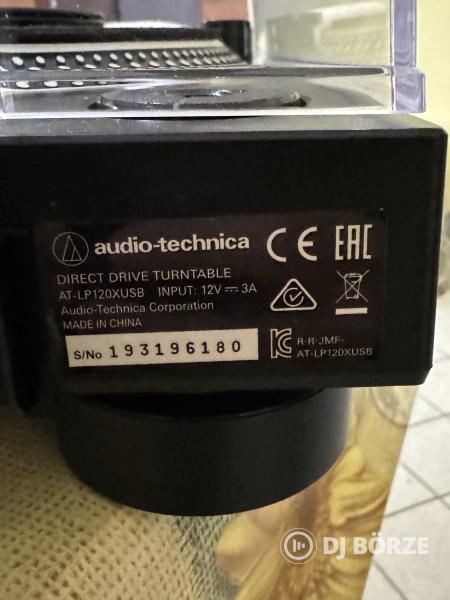 audio-technica CE EAC
DIRECT DRIVE TURNTABLE
AT-LP120XUSB INPUT: 12V⎓3A
Audio-Technica Corporation
MADE IN CHINA
S/No 193196180
R-R-JMF-
AT-LP120XUSB
DJ BÖRZE